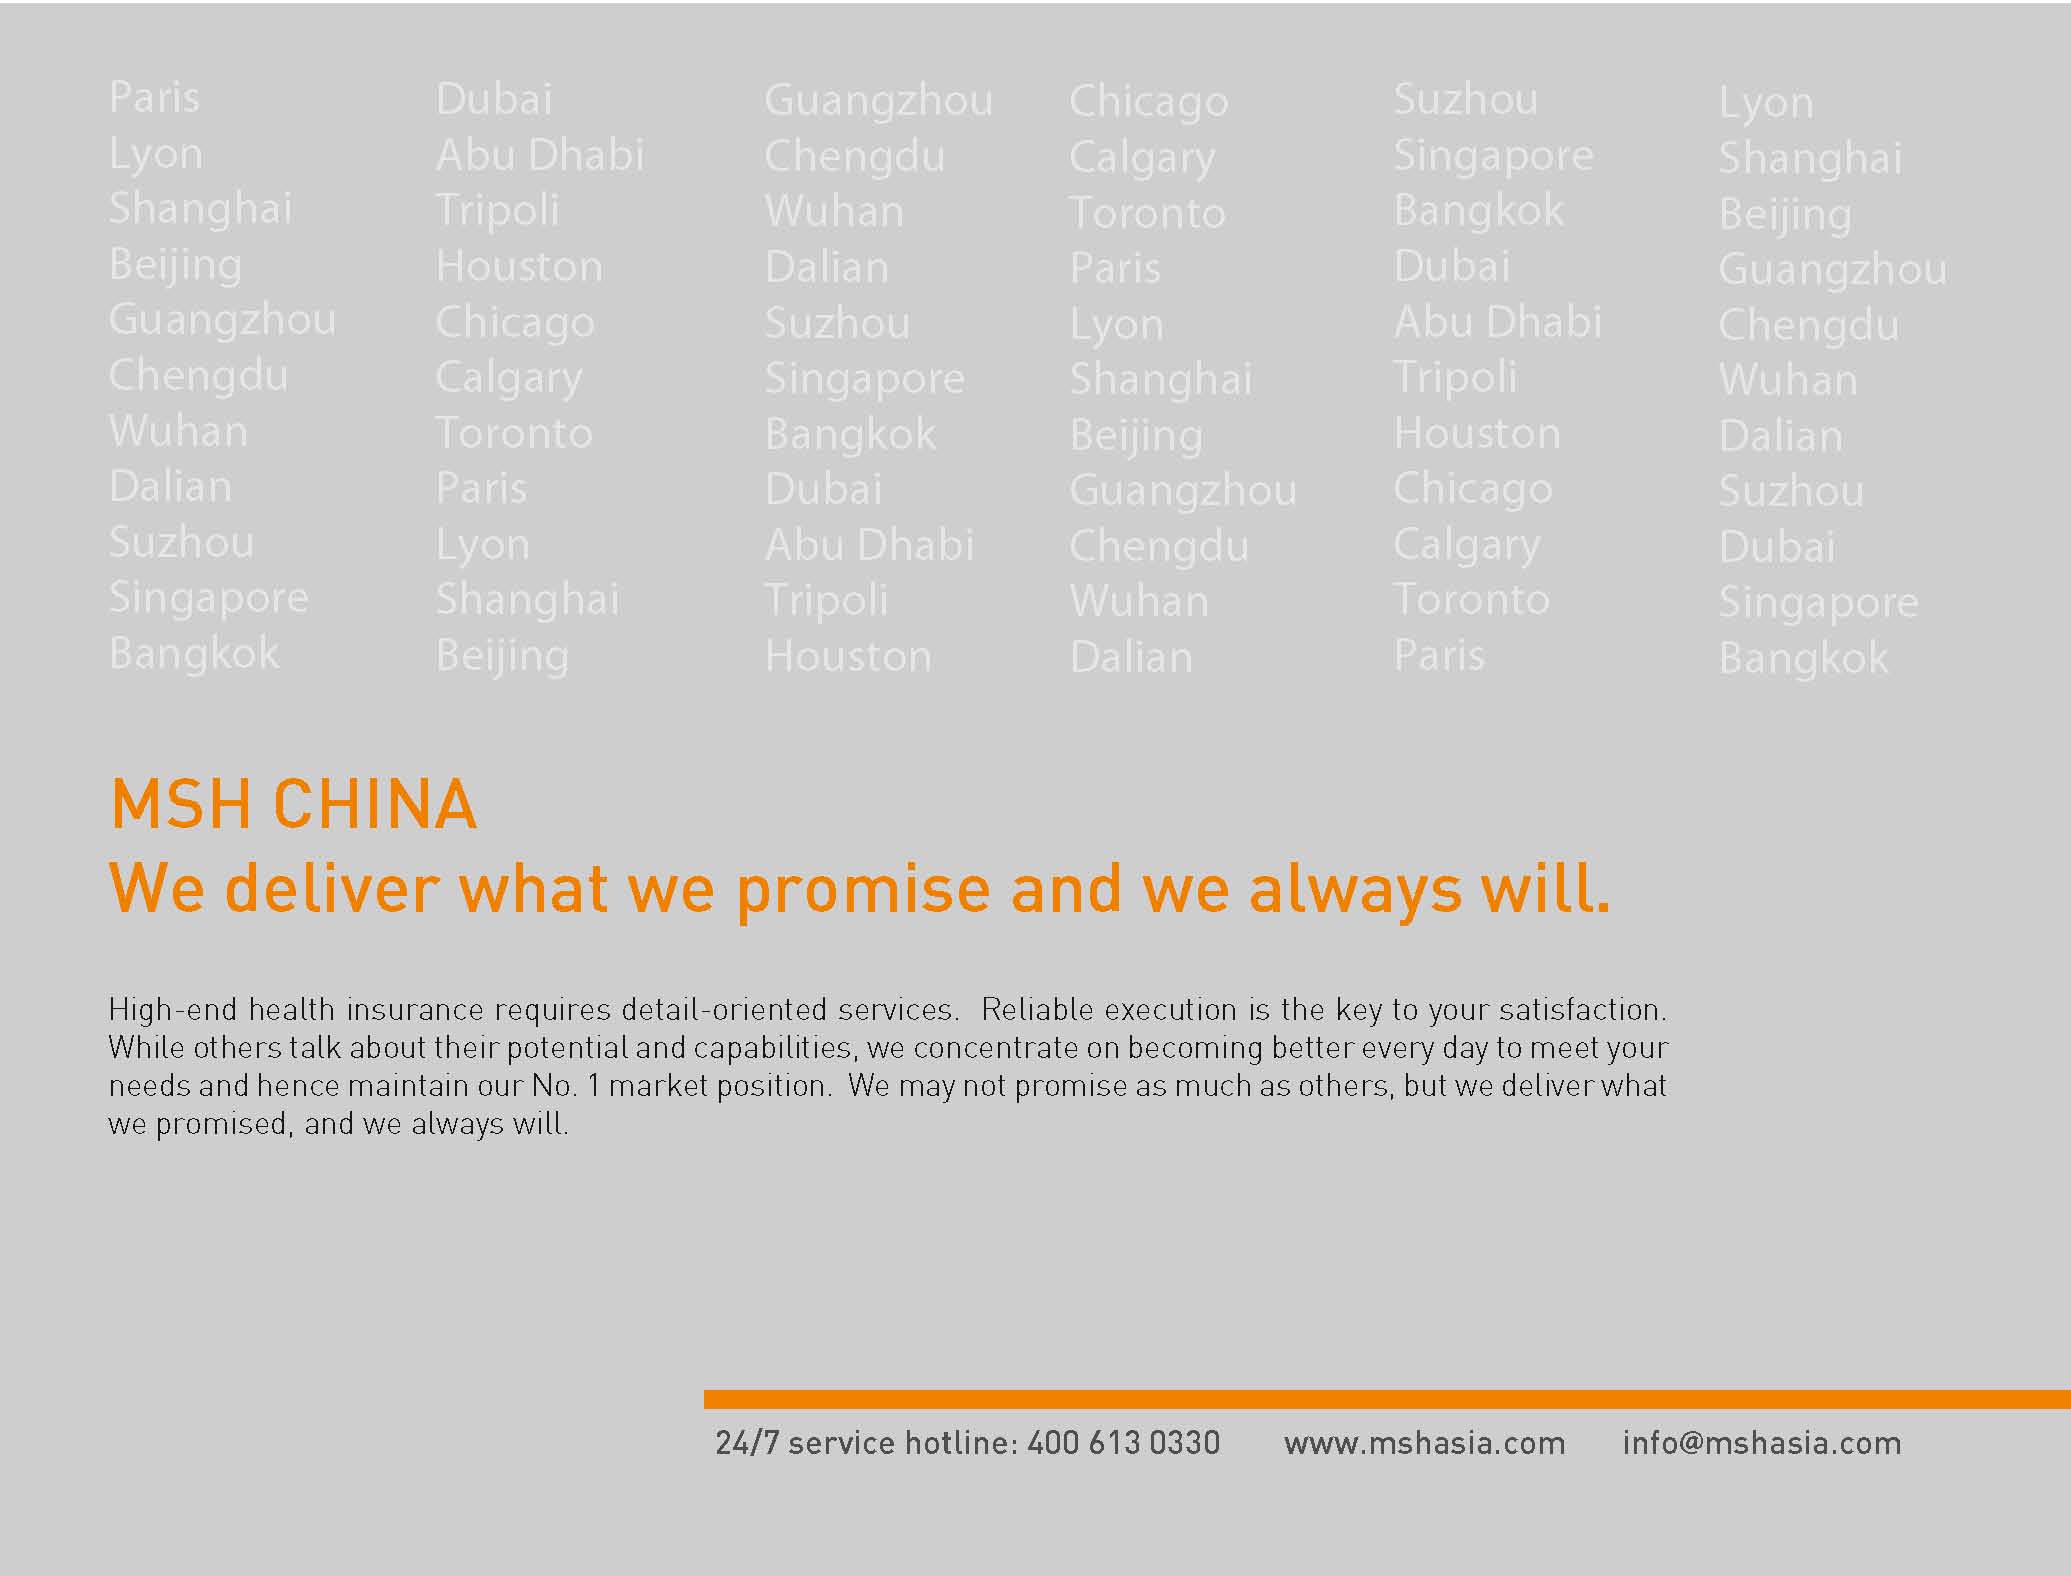 Paris
Lyon
Shanghai
Beijing
Guangzhou
Chengdu
Wuhan
Dalian
Suzhou
Singapore
Bangkok
Dubai
Abu Dhabi
Tripoli
Houston
Chicago
Calgary
Toronto
Paris
Lyon
Shanghai
Beijing
Guangzhou
Chengdu
Wuhan
Dalian
Suzhou
Singapore
Bangkok
Dubai
Abu Dhabi
Tripoli
Houston
Chicago
Calgary
Toronto
Paris
Lyon
Shanghai
Beijing
Guangzhou
Chengdu
Wuhan
Dalian
Suzhou
Singapore
Bangkok
Dubai
Abu Dhabi
Tripoli
Houston
Chicago
Calgary
Toronto
Paris
Lyon
Shanghai
Beijing
Guangzhou
Chengdu
Wuhan
Dalian
Suzhou
Dubai
Singapore
Bangkok
MSH CHINA
We deliver what we promise and we always will.
High-end health insurance requires detail-oriented services. Reliable execution is the key to your satisfaction.
While others talk about their potential and capabilities, we concentrate on becoming better every day to meet your
needs and hence maintain our No. 1 market position. We may not promise as much as others, but we deliver what
we promised, and we always will.
24/7 service hotline: 400 613 0330 www.mshasia.com info@mshasia.com